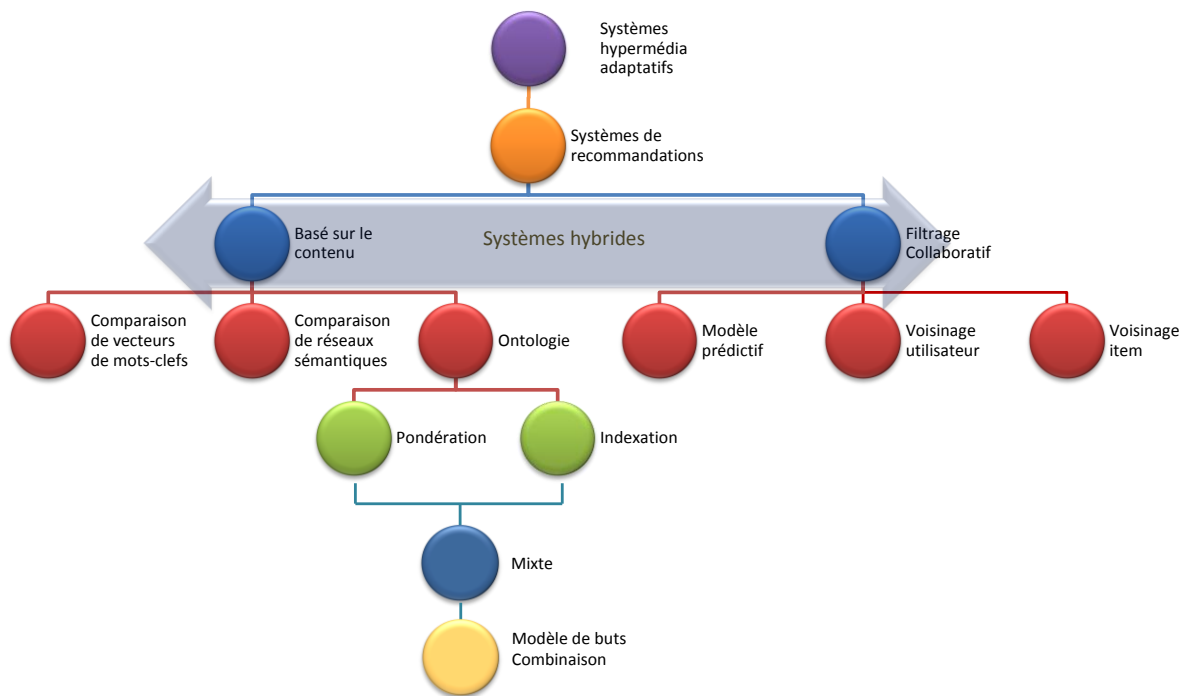 Systèmes
hypermédia
adaptatifs
Systèmes de
recommandations
Basé sur le
contenu
Systèmes hybrides
Filtrage
Collaboratif
Comparaison
de vecteurs
de mots-clefs
Comparaison
de réseaux
sémantiques
Ontologie
Modèle
prédictif
Voisinage
utilisateur
Voisinage
item
Pondération
Indexation
Mixte
Modèle de buts
Combinaison